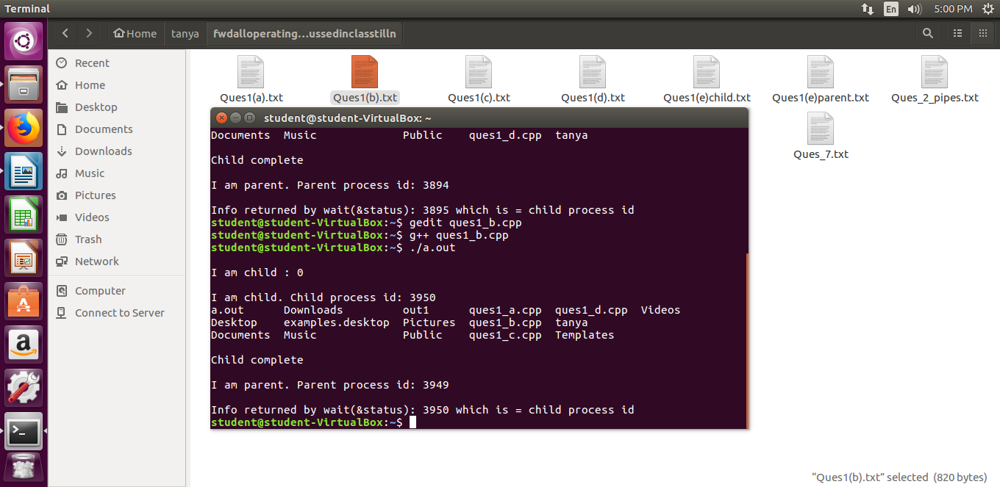 Terminal
En
5:00 PM
Home
tanya
fwdalloperating...ussedinclasstilln
Recent
Home
Desktop
Documents
Downloads
Music
Pictures
Videos
Trash
Network
Computer
Connect to Server
Ques1(a).txt
Ques1(b).txt
Ques1(c).txt
Ques1(d).txt
Ques1(e)child.txt
Ques1(e)parent.txt
Ques_2_pipes.txt
Ques_7.txt
student@student-VirtualBox: ~
Documents  Music             Public    ques1_d.cpp  tanya
Child complete
I am parent. Parent process id: 3894
Info returned by wait(&status): 3895 which is = child process id
student@student-VirtualBox:~$ gedit ques1_b.cpp
student@student-VirtualBox:~$ g++ ques1_b.cpp
student@student-VirtualBox:~$ ./a.out
I am child : 0
I am child. Child process id: 3950
a.out      Downloads         out1      ques1_a.cpp  ques1_d.cpp  Videos
Desktop    examples.desktop  Pictures  ques1_b.cpp  tanya
Documents  Music             Public    ques1_c.cpp  Templates
Child complete
I am parent. Parent process id: 3949
Info returned by wait(&status): 3950 which is = child process id
student@student-VirtualBox:~$
"Ques1(b).txt" selected (820 bytes)